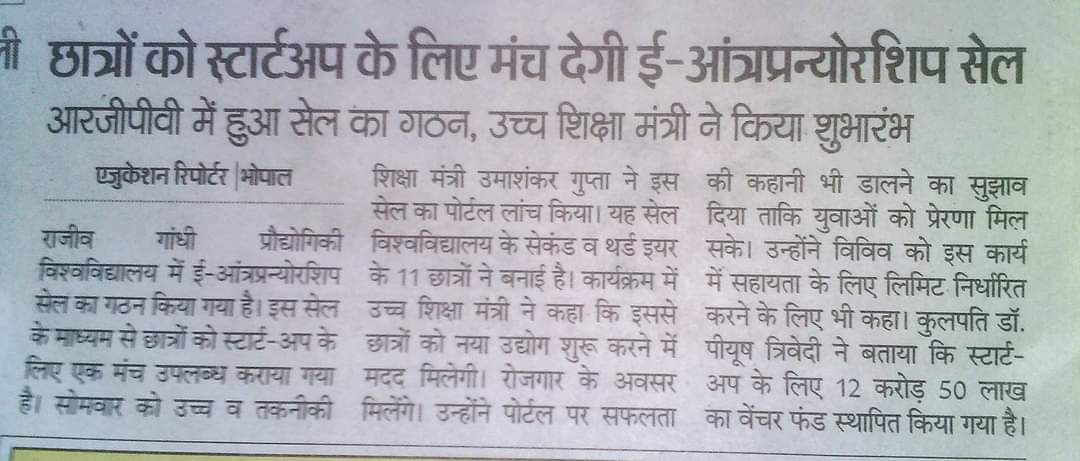 ी
छात्रों को स्टार्टअप के लिए मंच देगी ई-आंत्रप्रन्योरशिप सेल
आरजीपीवी में हुआ सेल का गठन, उच्च शिक्षा मंत्री ने किया शुभारंभ
एजुकेशन रिपोर्टर | भोपाल
राजीव गांधी प्रौद्योगिकी
विश्वविद्यालय में ई-आंत्रप्रन्योरशिप
सेल का गठन किया गया है। इस सेल
के माध्यम से छात्रों को स्टार्ट-अप के
लिए एक मंच उपलब्ध कराया गया
है। सोमवार को उच्च व तकनीकी
शिक्षा मंत्री उमाशंकर गुप्ता ने इस
सेल का पोर्टल लांच किया। यह सेल
विश्वविद्यालय के सेकंड व थर्ड इयर
के 11 छात्रों ने बनाई है। कार्यक्रम में
उच्च शिक्षा मंत्री ने कहा कि इससे
छात्रों को नया उद्योग शुरू करने में
मदद मिलेगी। रोजगार के अवसर
मिलेंगे। उन्होंने पोर्टल पर सफलता
की कहानी भी डालने का सुझाव
दिया ताकि युवाओं को प्रेरणा मिल
सके। उन्होंने विविव को इस कार्य
में सहायता के लिए लिमिट निर्धारित
करने के लिए भी कहा। कुलपति डॉ.
पीयूष त्रिवेदी ने बताया कि स्टार्ट-
अप के लिए 12 करोड़ 50 लाख
का वेंचर फंड स्थापित किया गया है।